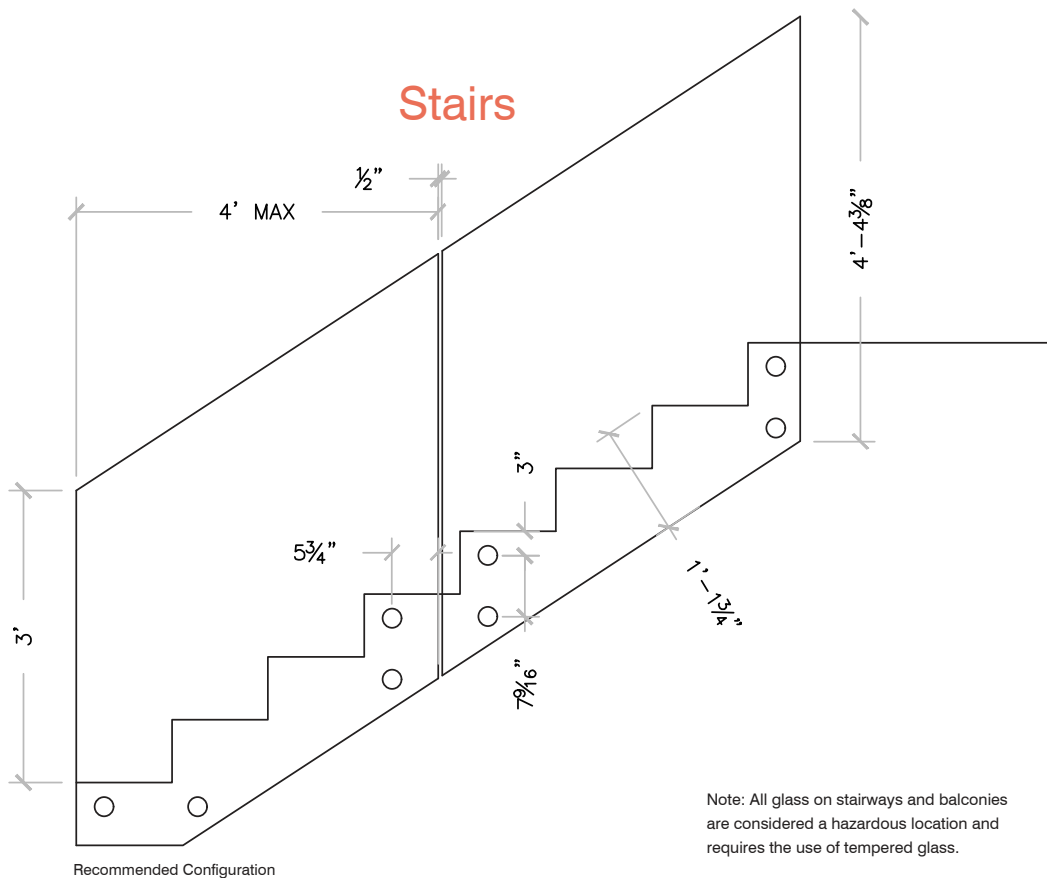 Stairs
½”
4’ MAX
4’–4⅜”
3”
5¾”
3’
1’–1¾”
7⁹⁄₁₆”
Note: All glass on stairways and balconies
are considered a hazardous location and
requires the use of tempered glass.
Recommended Configuration